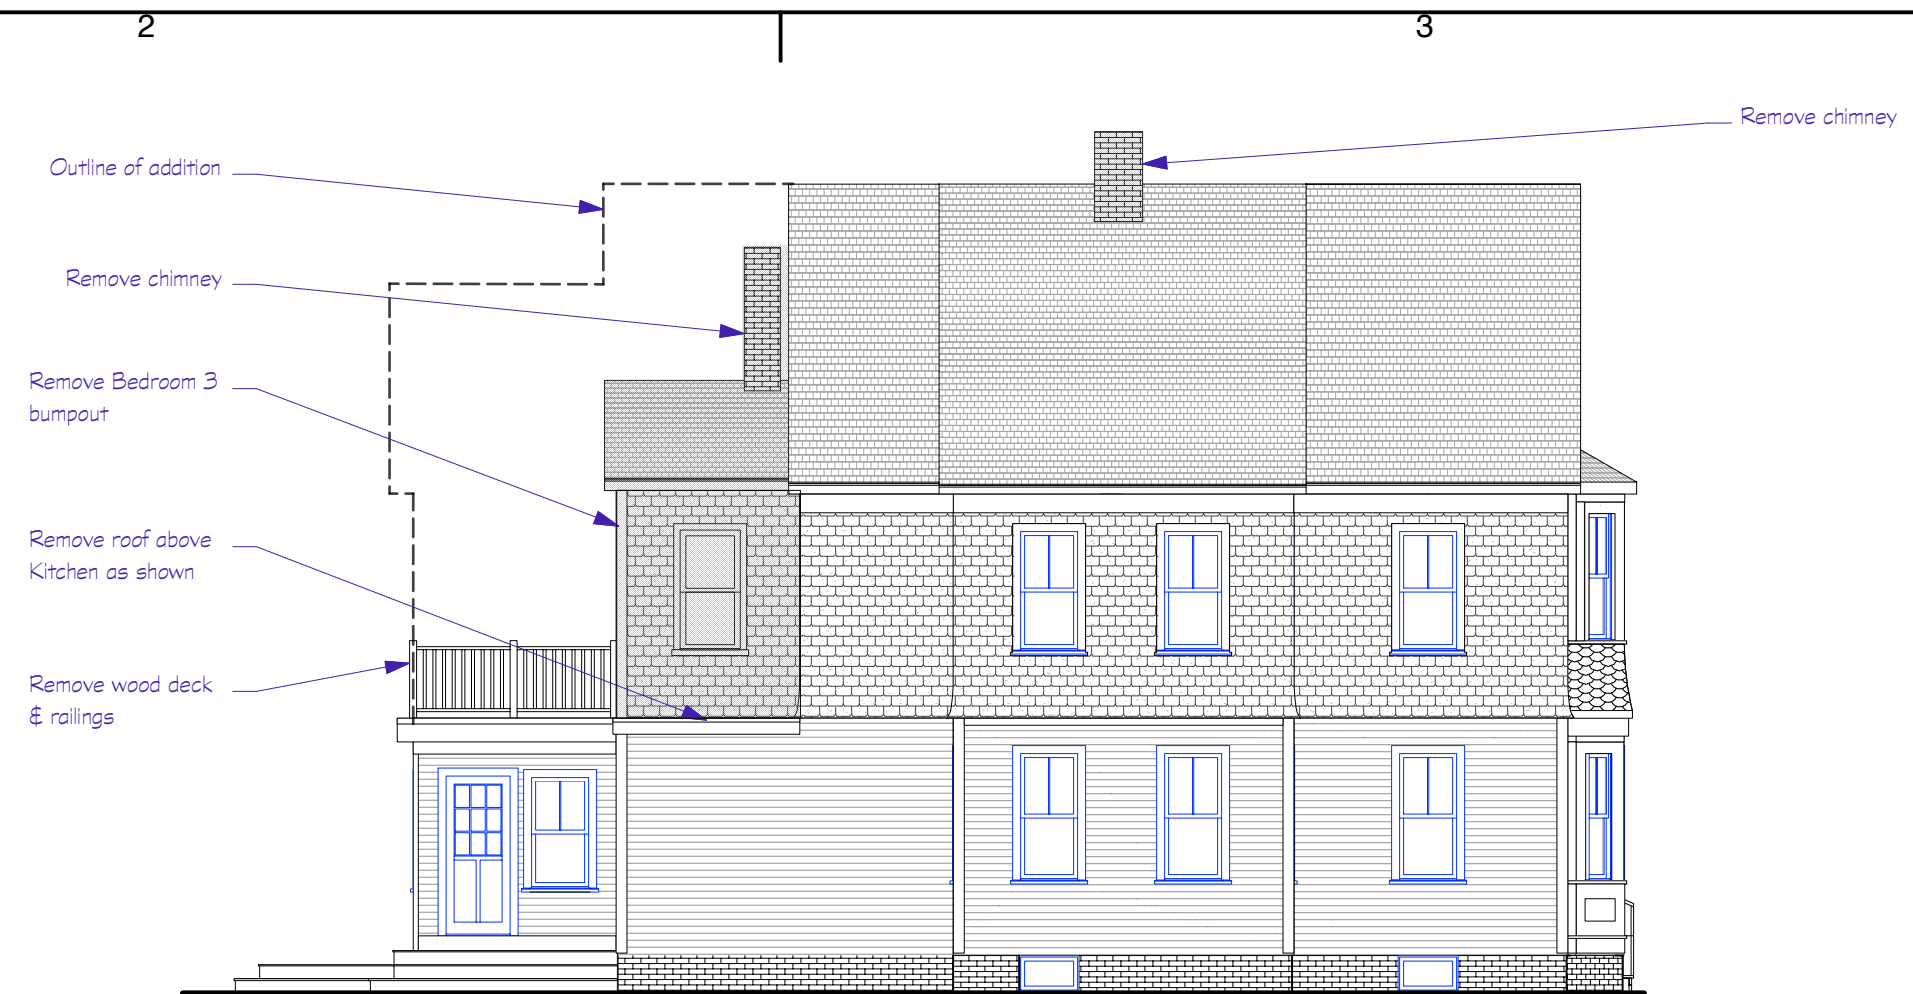 2
3
Remove chimney
Outline of addition
Remove chimney
Remove Bedroom 3
bumpout
Remove roof above
Kitchen as shown
Remove wood deck
& railings